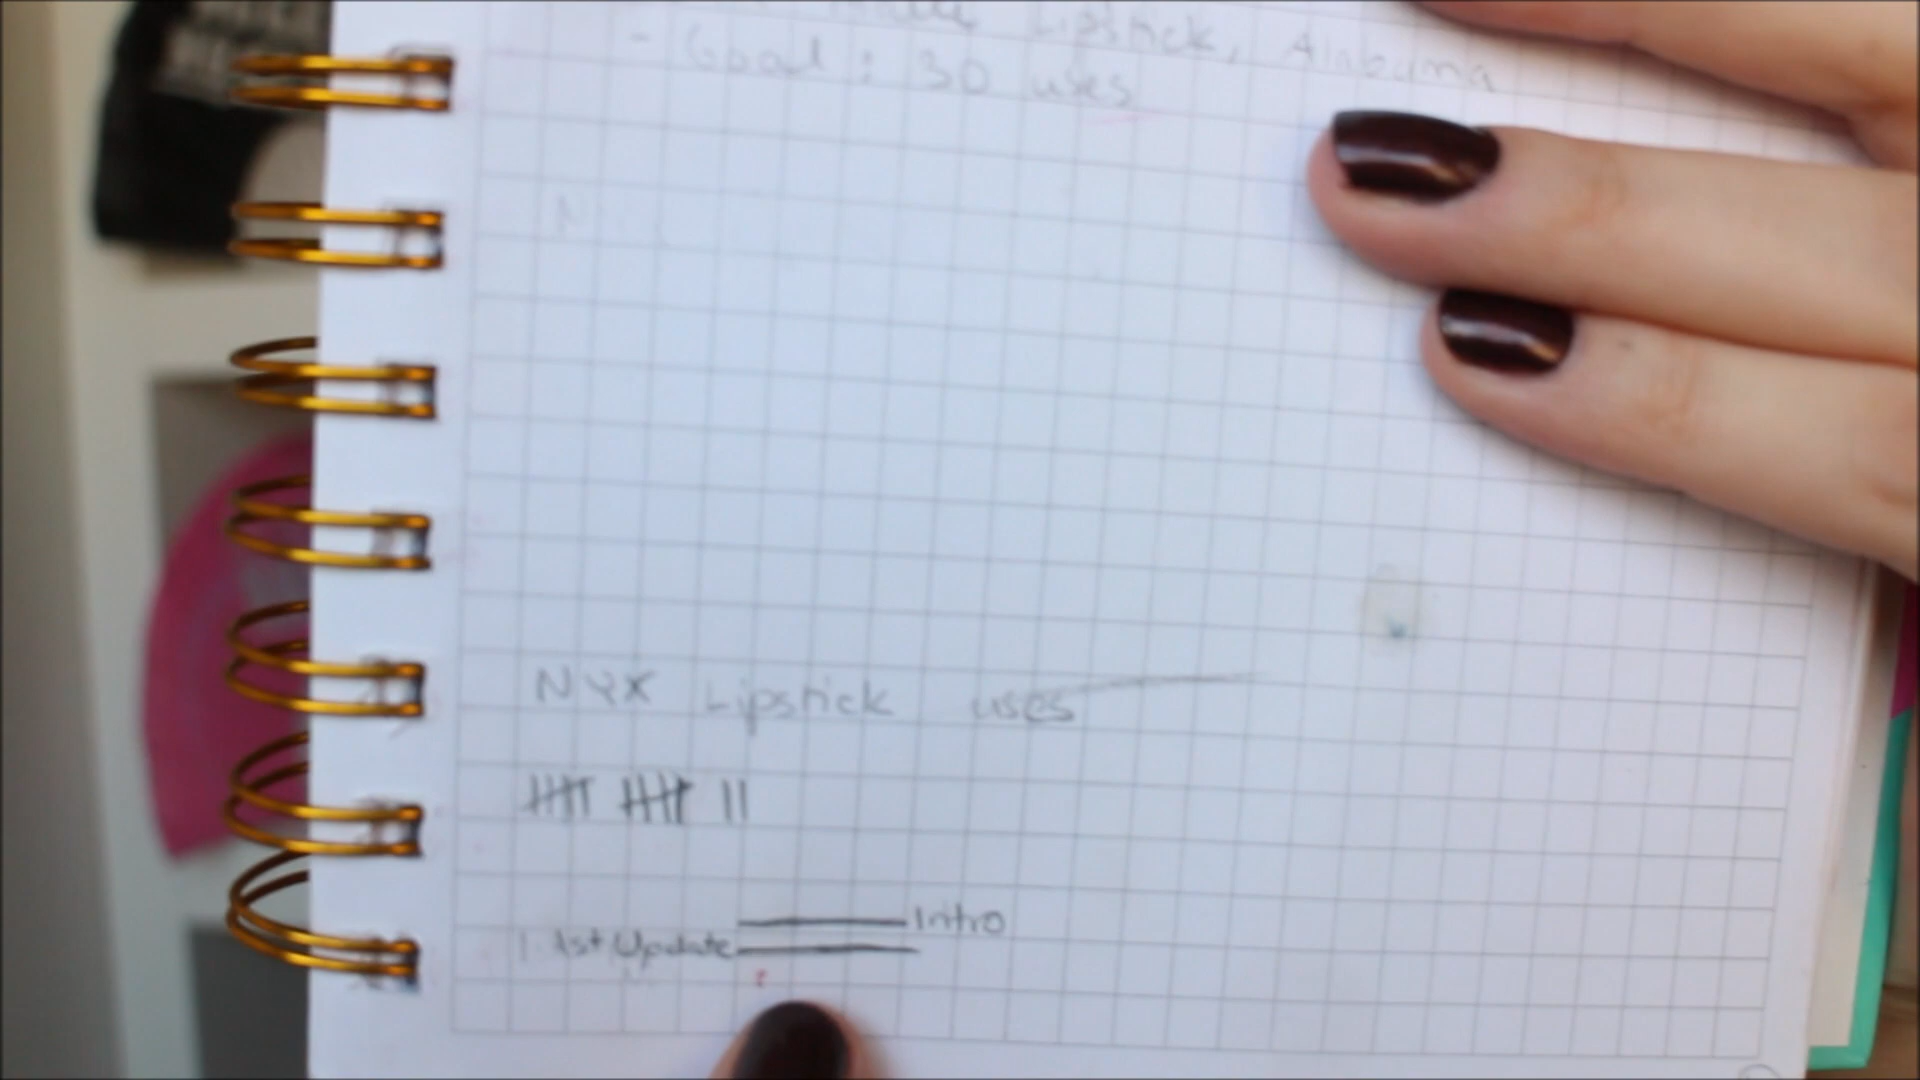 Lipstick, Alabama
- Goal : 30 uses
N
NYX Lipstick uses
Intro
1st Update